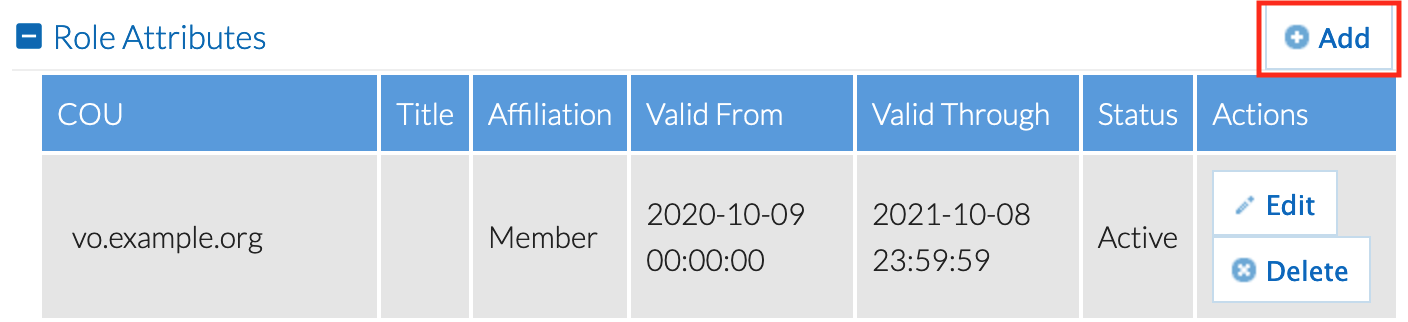 Role Attributes
Add
COU Title Affiliation Valid From Valid Through Status Actions
vo.example.org Member 2020-10-09 00:00:00 2021-10-08 23:59:59 Active Edit
Delete